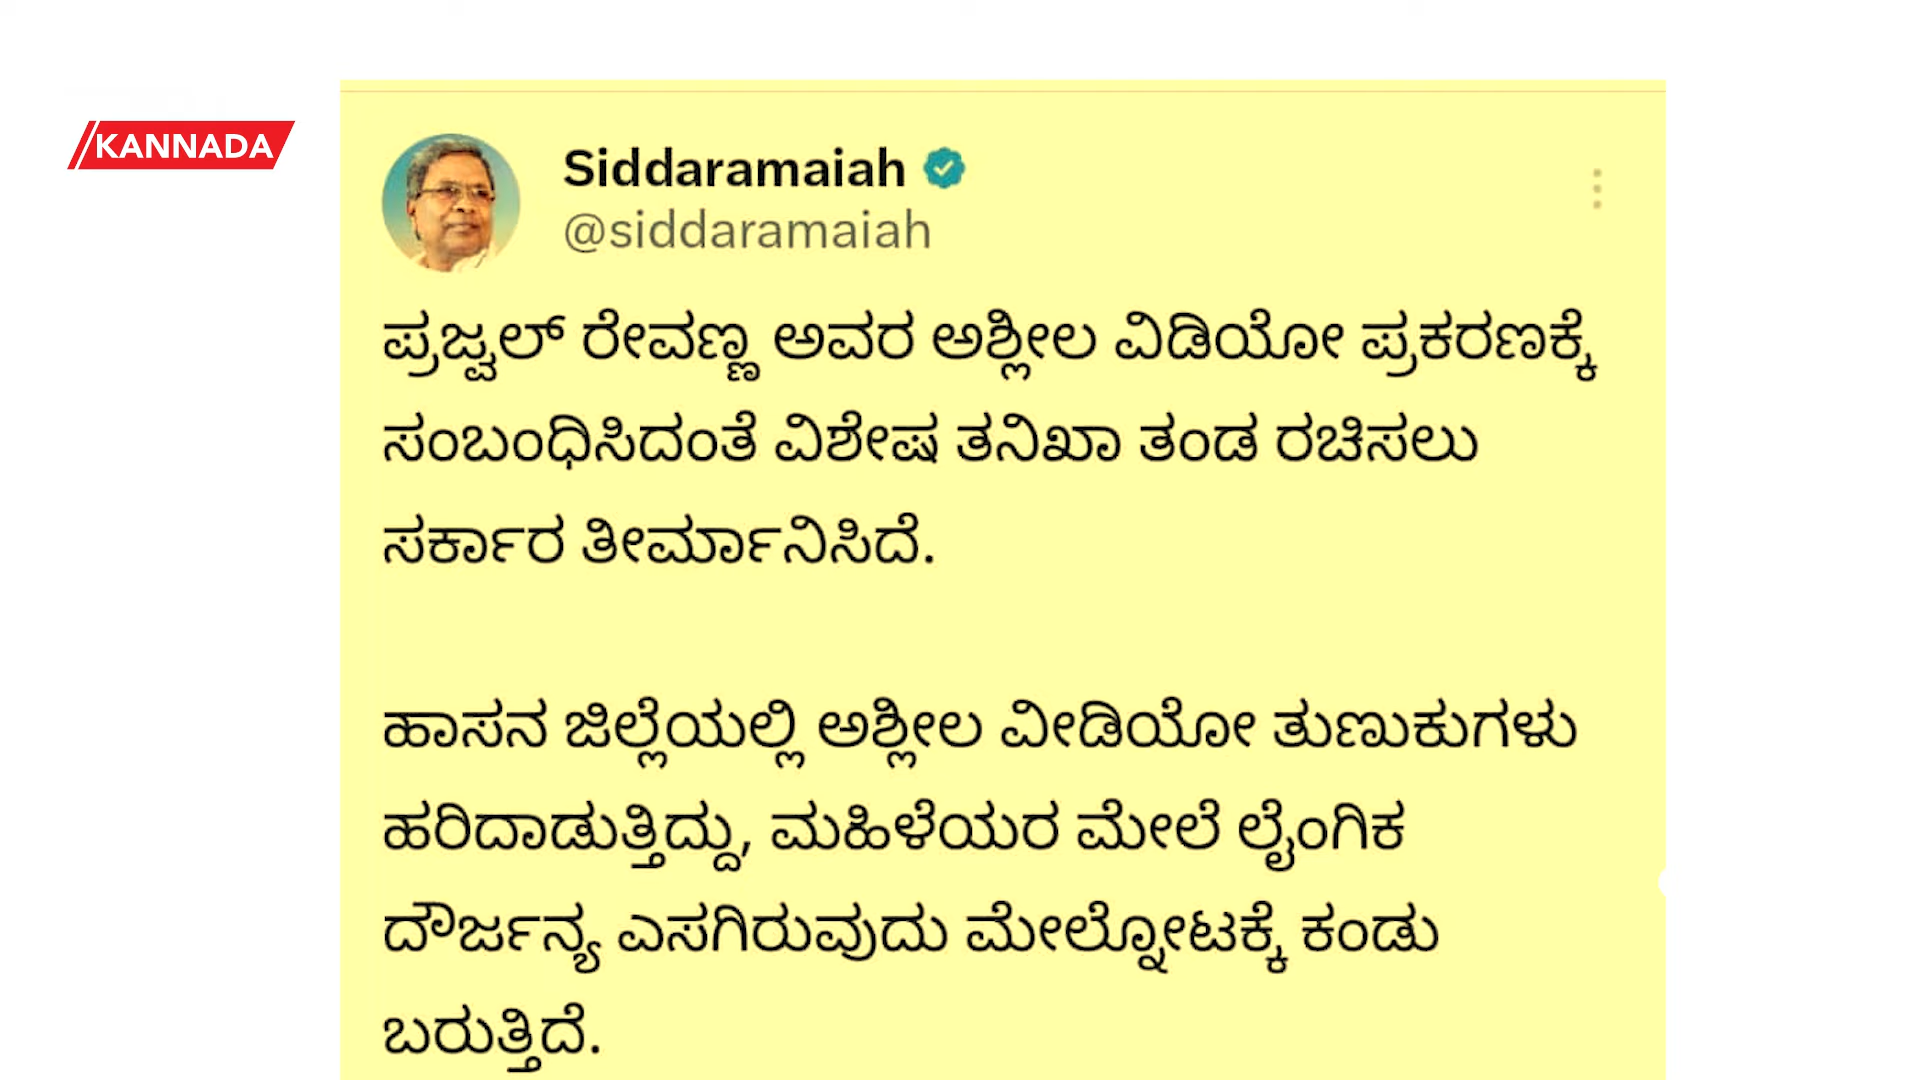 KANNADA
Siddaramaiah
@siddaramaiah
ಪ್ರಜ್ವಲ್ ರೇವಣ್ಣ ಅವರ ಅಶ್ಲೀಲ ವಿಡಿಯೋ ಪ್ರಕರಣಕ್ಕೆ
ಸಂಬಂಧಿಸಿದಂತೆ ವಿಶೇಷ ತನಿಖಾ ತಂಡ ರಚಿಸಲು
ಸರ್ಕಾರ ತೀರ್ಮಾನಿಸಿದೆ.
ಹಾಸನ ಜಿಲ್ಲೆಯಲ್ಲಿ ಅಶ್ಲೀಲ ವೀಡಿಯೋ ತುಣುಕುಗಳು
ಹರಿದಾಡುತ್ತಿದ್ದು, ಮಹಿಳೆಯರ ಮೇಲೆ ಲೈಂಗಿಕ
ದೌರ್ಜನ್ಯ ಎಸಗಿರುವುದು ಮೇಲ್ನೋಟಕ್ಕೆ ಕಂಡು
ಬರುತ್ತಿದೆ.